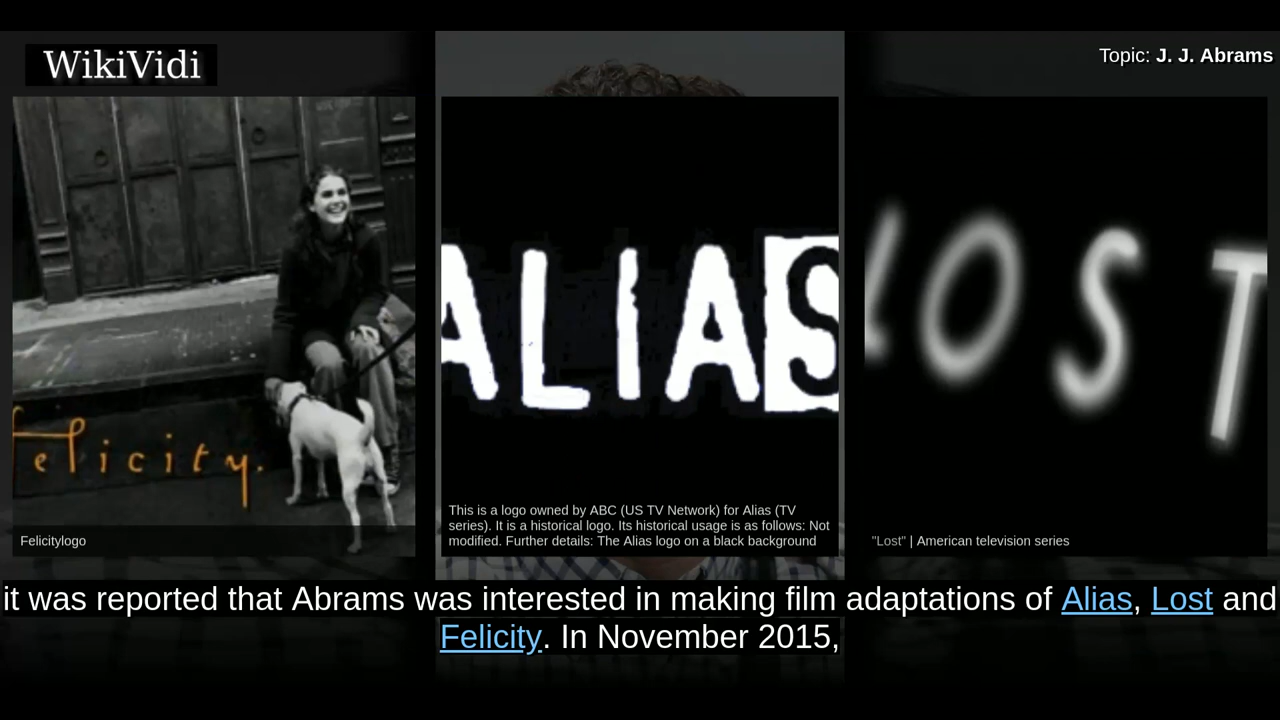 WikiVidi
Topic: J. J. Abrams
felicity.
Felicitylogo
ALIAS
This is a logo owned by ABC (US TV Network) for Alias (TV
series). It is a historical logo. Its historical usage is as follows: Not
modified. Further details: The Alias logo on a black background
LOST
"Lost" | American television series
it was reported that Abrams was interested in making film adaptations of Alias, Lost and
Felicity. In November 2015,